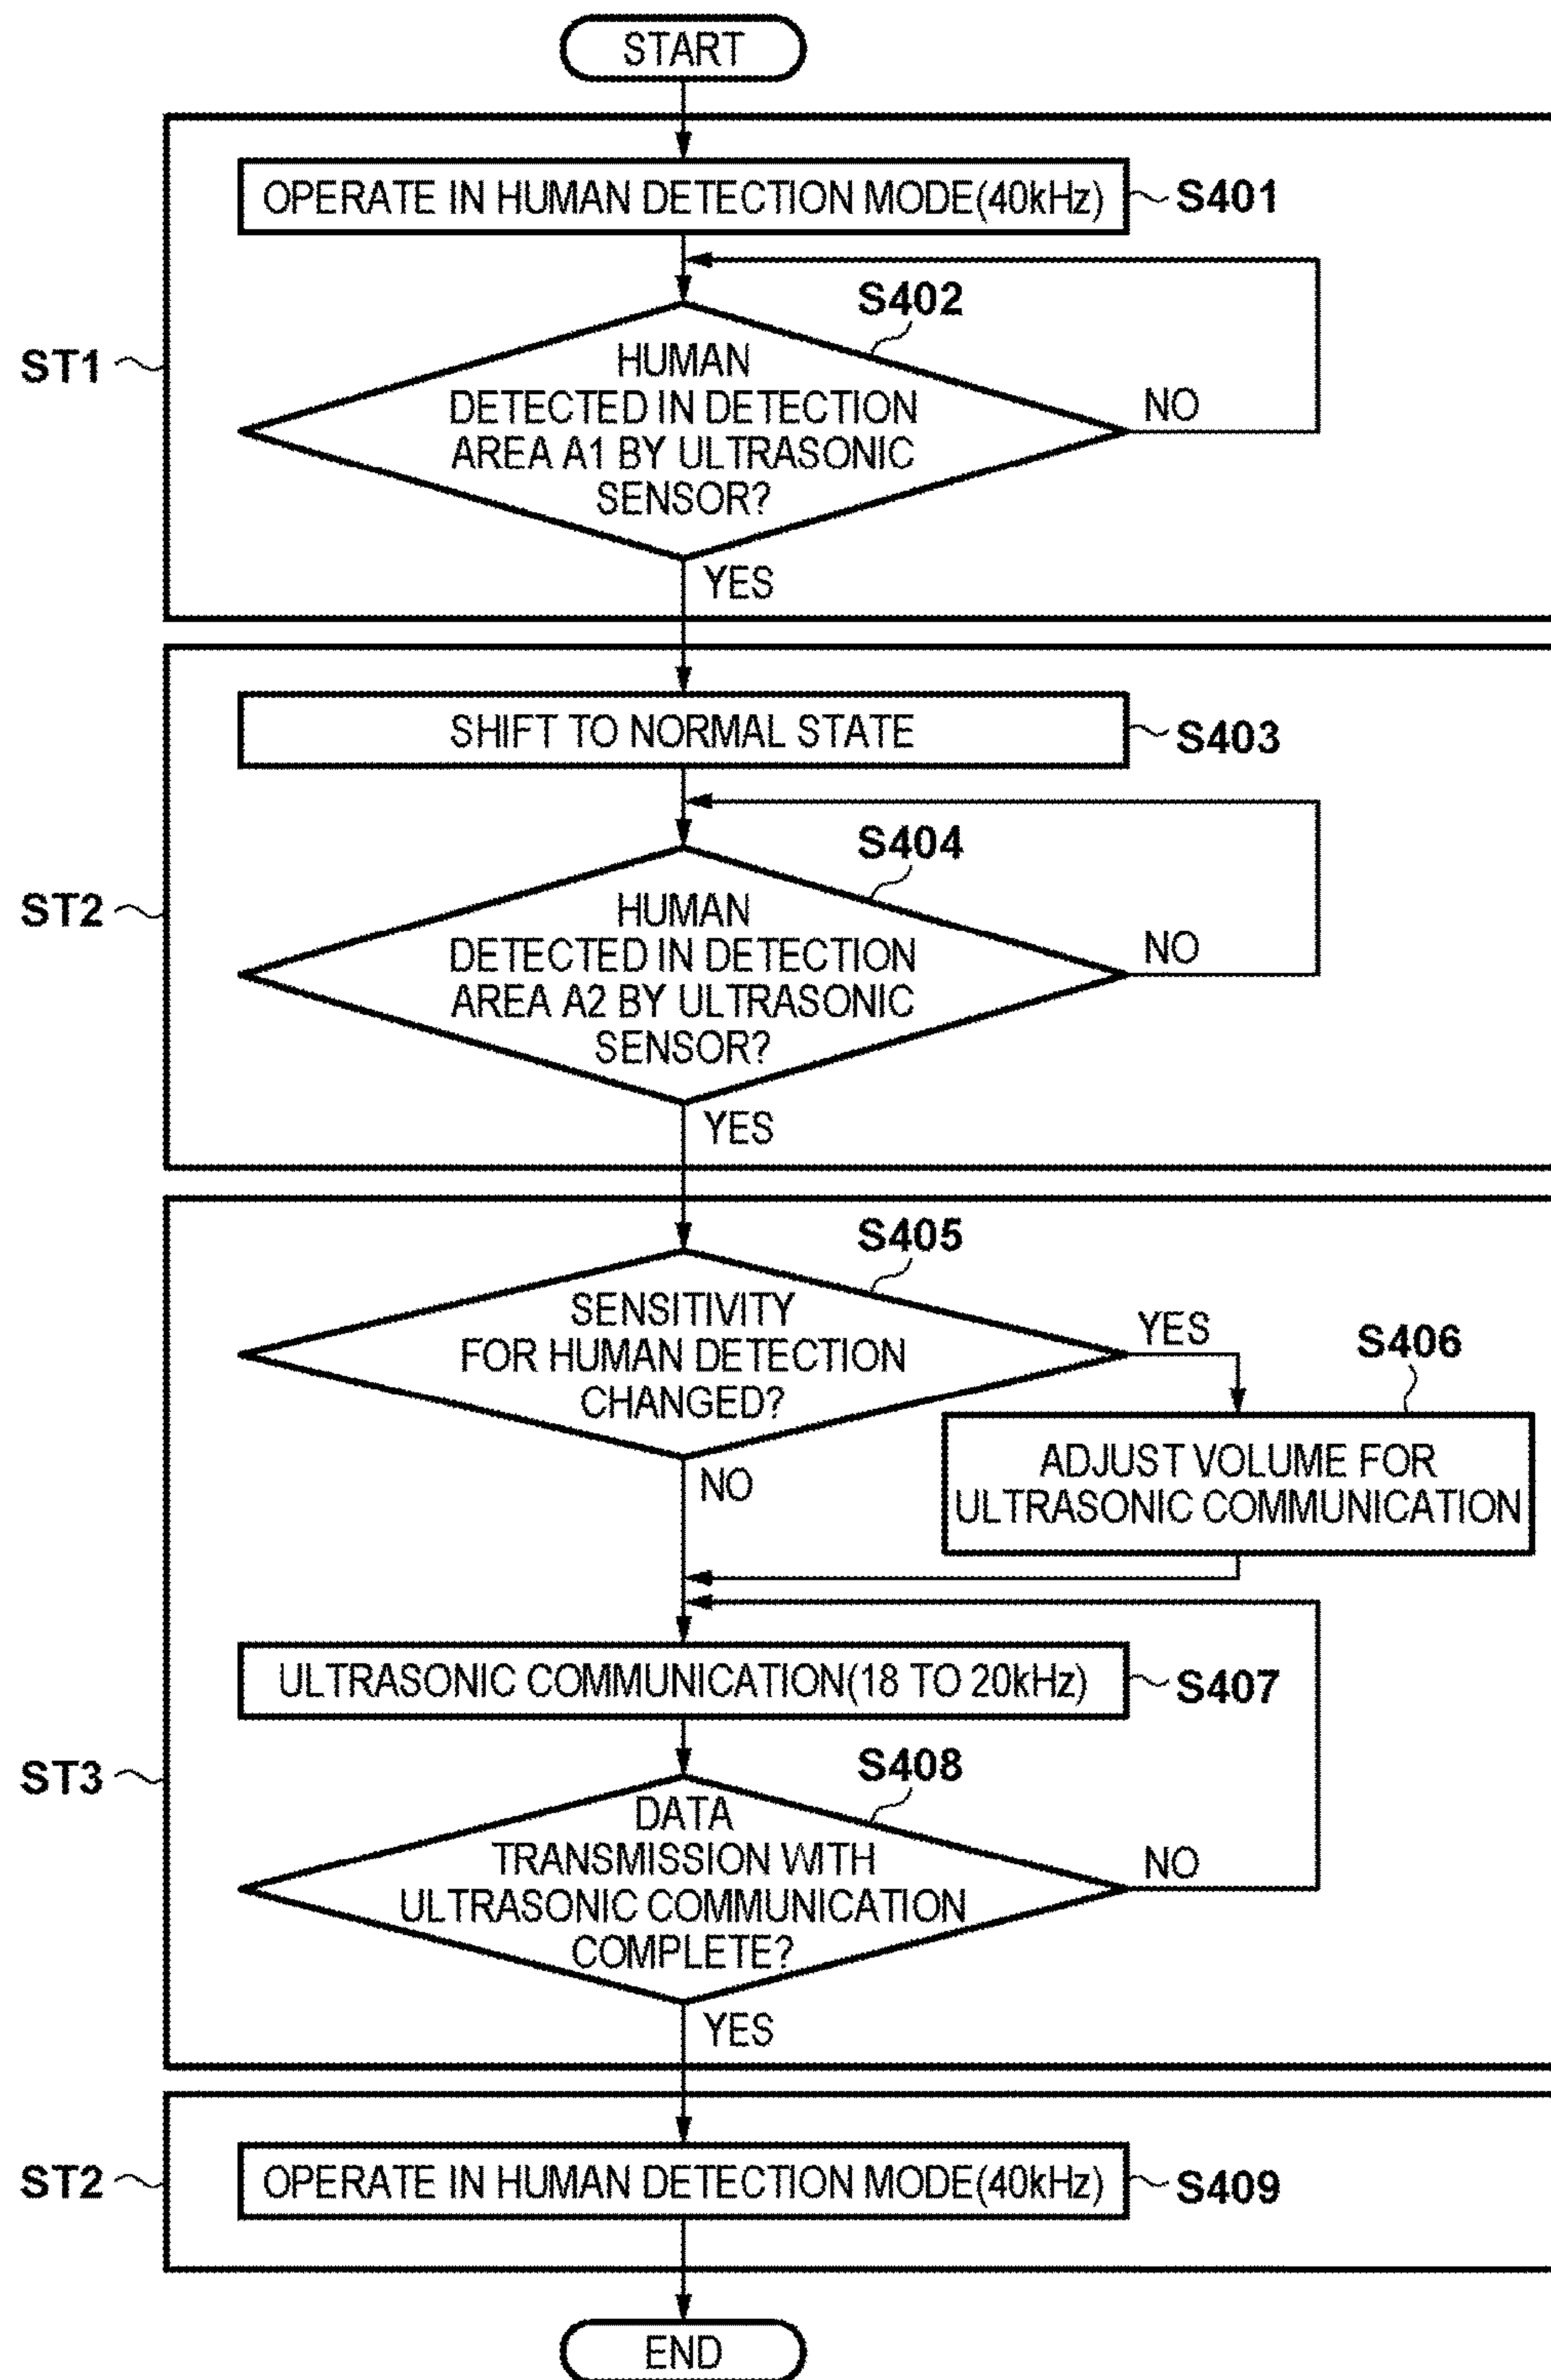 START
OPERATE IN HUMAN DETECTION MODE(40kHz)
S401
S402
ST1
HUMAN
DETECTED IN DETECTION
AREA A1 BY ULTRASONIC
SENSOR?
NO
YES
SHIFT TO NORMAL STATE
S403
S404
ST2
HUMAN
DETECTED IN DETECTION
AREA A2 BY ULTRASONIC
SENSOR?
NO
YES
S405
SENSITIVITY
FOR HUMAN DETECTION
CHANGED?
YES
S406
NO
ADJUST VOLUME FOR
ULTRASONIC COMMUNICATION
ULTRASONIC COMMUNICATION(18 TO 20kHz)
S407
ST3
S408
DATA
TRANSMISSION WITH
ULTRASONIC COMMUNICATION
COMPLETE?
NO
YES
ST2
OPERATE IN HUMAN DETECTION MODE(40kHz)
S409
END